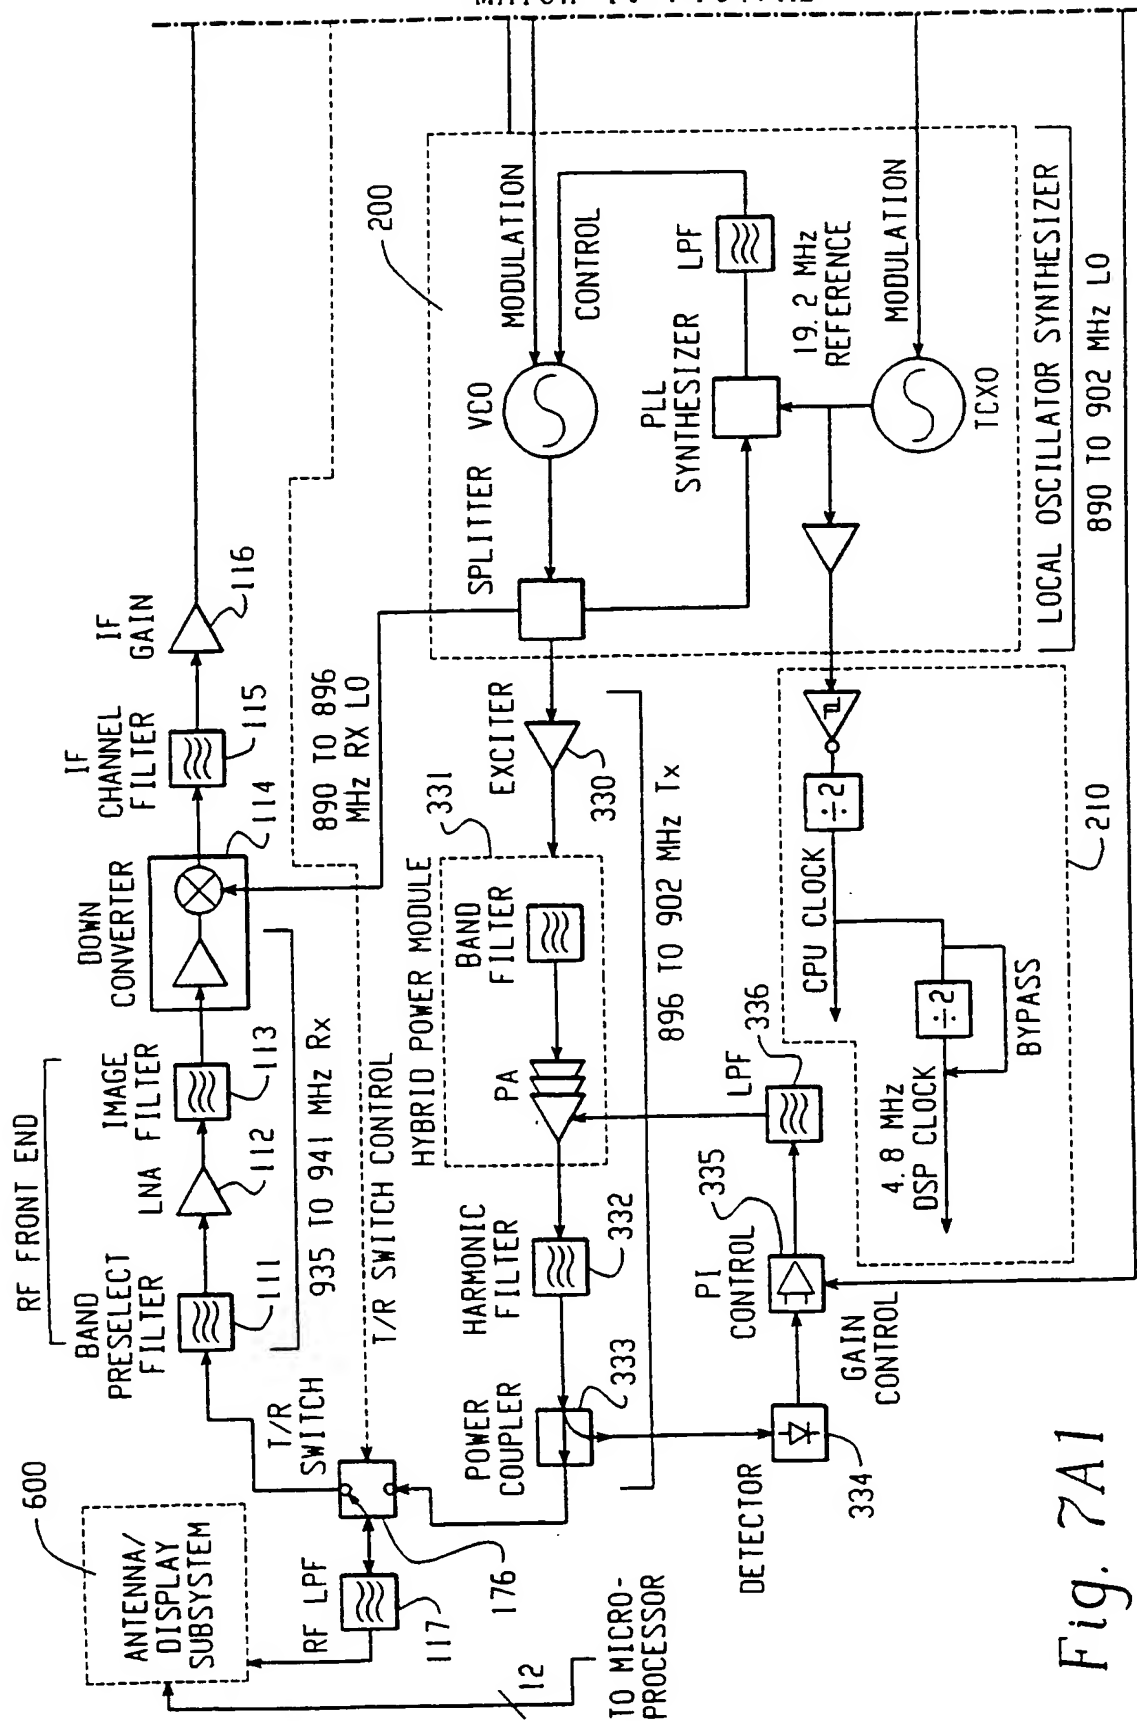 600
ANTENNA/
DISPLAY
SUBSYSTEM
RF LPF
117
176
12
TO MICRO-
PROCESSOR
T/R
SWITCH
RF FRONT END
BAND
PRESELECT
FILTER
111
LNA
112
IMAGE
FILTER
113
935 TO 941 MHz Rx
T/R SWITCH CONTROL
DOWN
CONVERTER
114
IF
CHANNEL
FILTER
115
IF
GAIN
116
890 TO 896
MHz RX LO
HYBRID POWER MODULE
331
BAND
FILTER
PA
EXCITER
330
HARMONIC
FILTER
332
POWER
COUPLER
333
896 TO 902 MHz Tx
DETECTOR
334
PI
CONTROL
335
GAIN
CONTROL
LPF
336
200
MODULATION
CONTROL
VCO
SPLITTER
PLL
SYNTHESIZER
LPF
19.2 MHz
REFERENCE
MODULATION
TCXO
LOCAL OSCILLATOR SYNTHESIZER
890 TO 902 MHz LO
÷2
CPU CLOCK
÷2
BYPASS
4.8 MHz
DSP CLOCK
210
Fig. 7A1